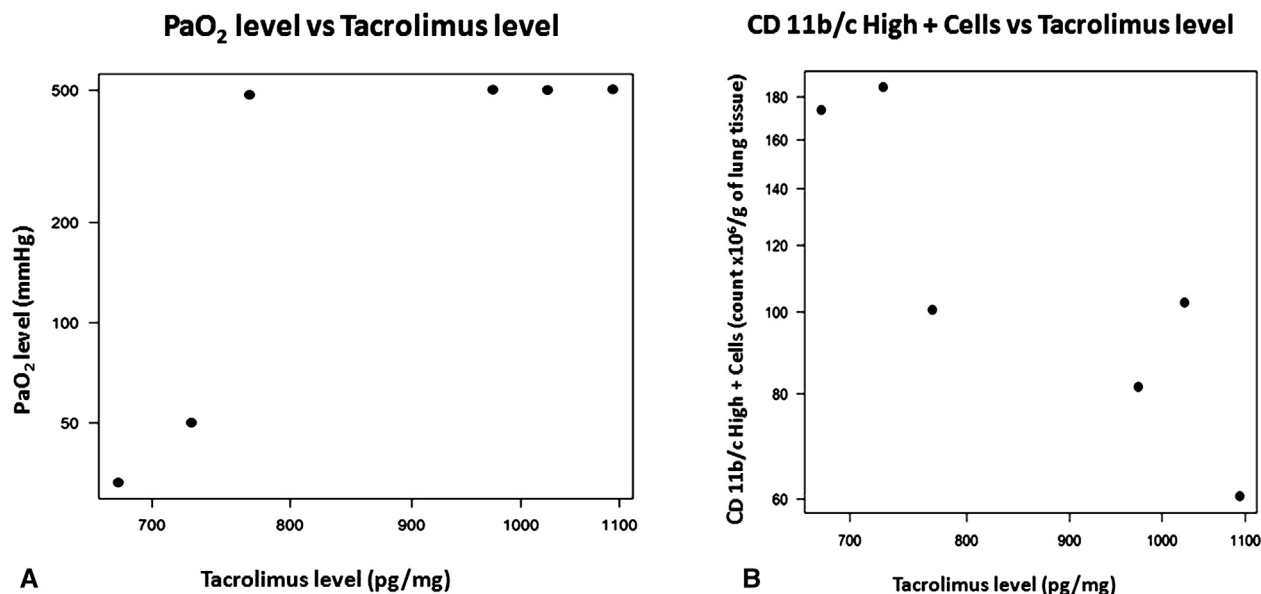 PaO₂ level vs Tacrolimus level
PaO₂ level (mmHg)
500
200
100
50
700 800 900 1000 1100
Tacrolimus level (pg/mg)
A
CD 11b/c High + Cells vs Tacrolimus level
CD 11b/c High + Cells (count x10⁶/g of lung tissue)
180
160
140
120
100
80
60
700 800 900 1000 1100
Tacrolimus level (pg/mg)
B